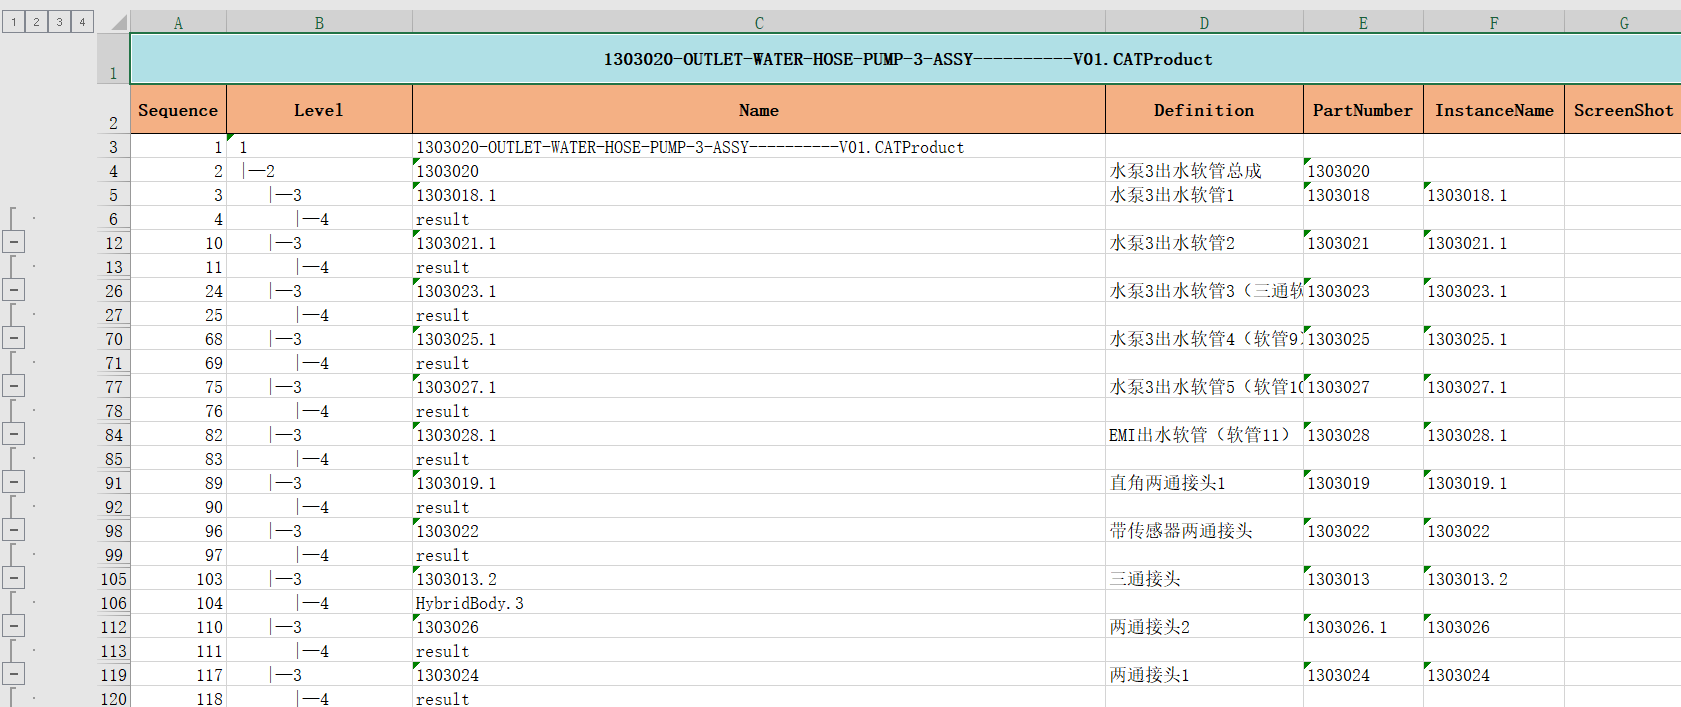 1 2 3 4 A B C D E F G
1 1303020-OUTLET-WATER-HOSE-PUMP-3-ASSY----------V01.CATProduct
2 Sequence Level Name Definition PartNumber InstanceName ScreenShot
3 1 1 1303020-OUTLET-WATER-HOSE-PUMP-3-ASSY----------V01.CATProduct
4 2 |—2 1303020 水泵3出水软管总成 1303020
5 3 |—3 1303018.1 水泵3出水软管1 1303018 1303018.1
6 4 |—4 result
12 10 |—3 1303021.1 水泵3出水软管2 1303021 1303021.1
13 11 |—4 result
26 24 |—3 1303023.1 水泵3出水软管3（三通软 1303023 1303023.1
27 25 |—4 result
70 68 |—3 1303025.1 水泵3出水软管4（软管9） 1303025 1303025.1
71 69 |—4 result
77 75 |—3 1303027.1 水泵3出水软管5（软管10 1303027 1303027.1
78 76 |—4 result
84 82 |—3 1303028.1 EMI出水软管（软管11） 1303028 1303028.1
85 83 |—4 result
91 89 |—3 1303019.1 直角两通接头1 1303019 1303019.1
92 90 |—4 result
98 96 |—3 1303022 带传感器两通接头 1303022 1303022
99 97 |—4 result
105 103 |—3 1303013.2 三通接头 1303013 1303013.2
106 104 |—4 HybridBody.3
112 110 |—3 1303026 两通接头2 1303026.1 1303026
113 111 |—4 result
119 117 |—3 1303024 两通接头1 1303024 1303024
120 118 |—4 result